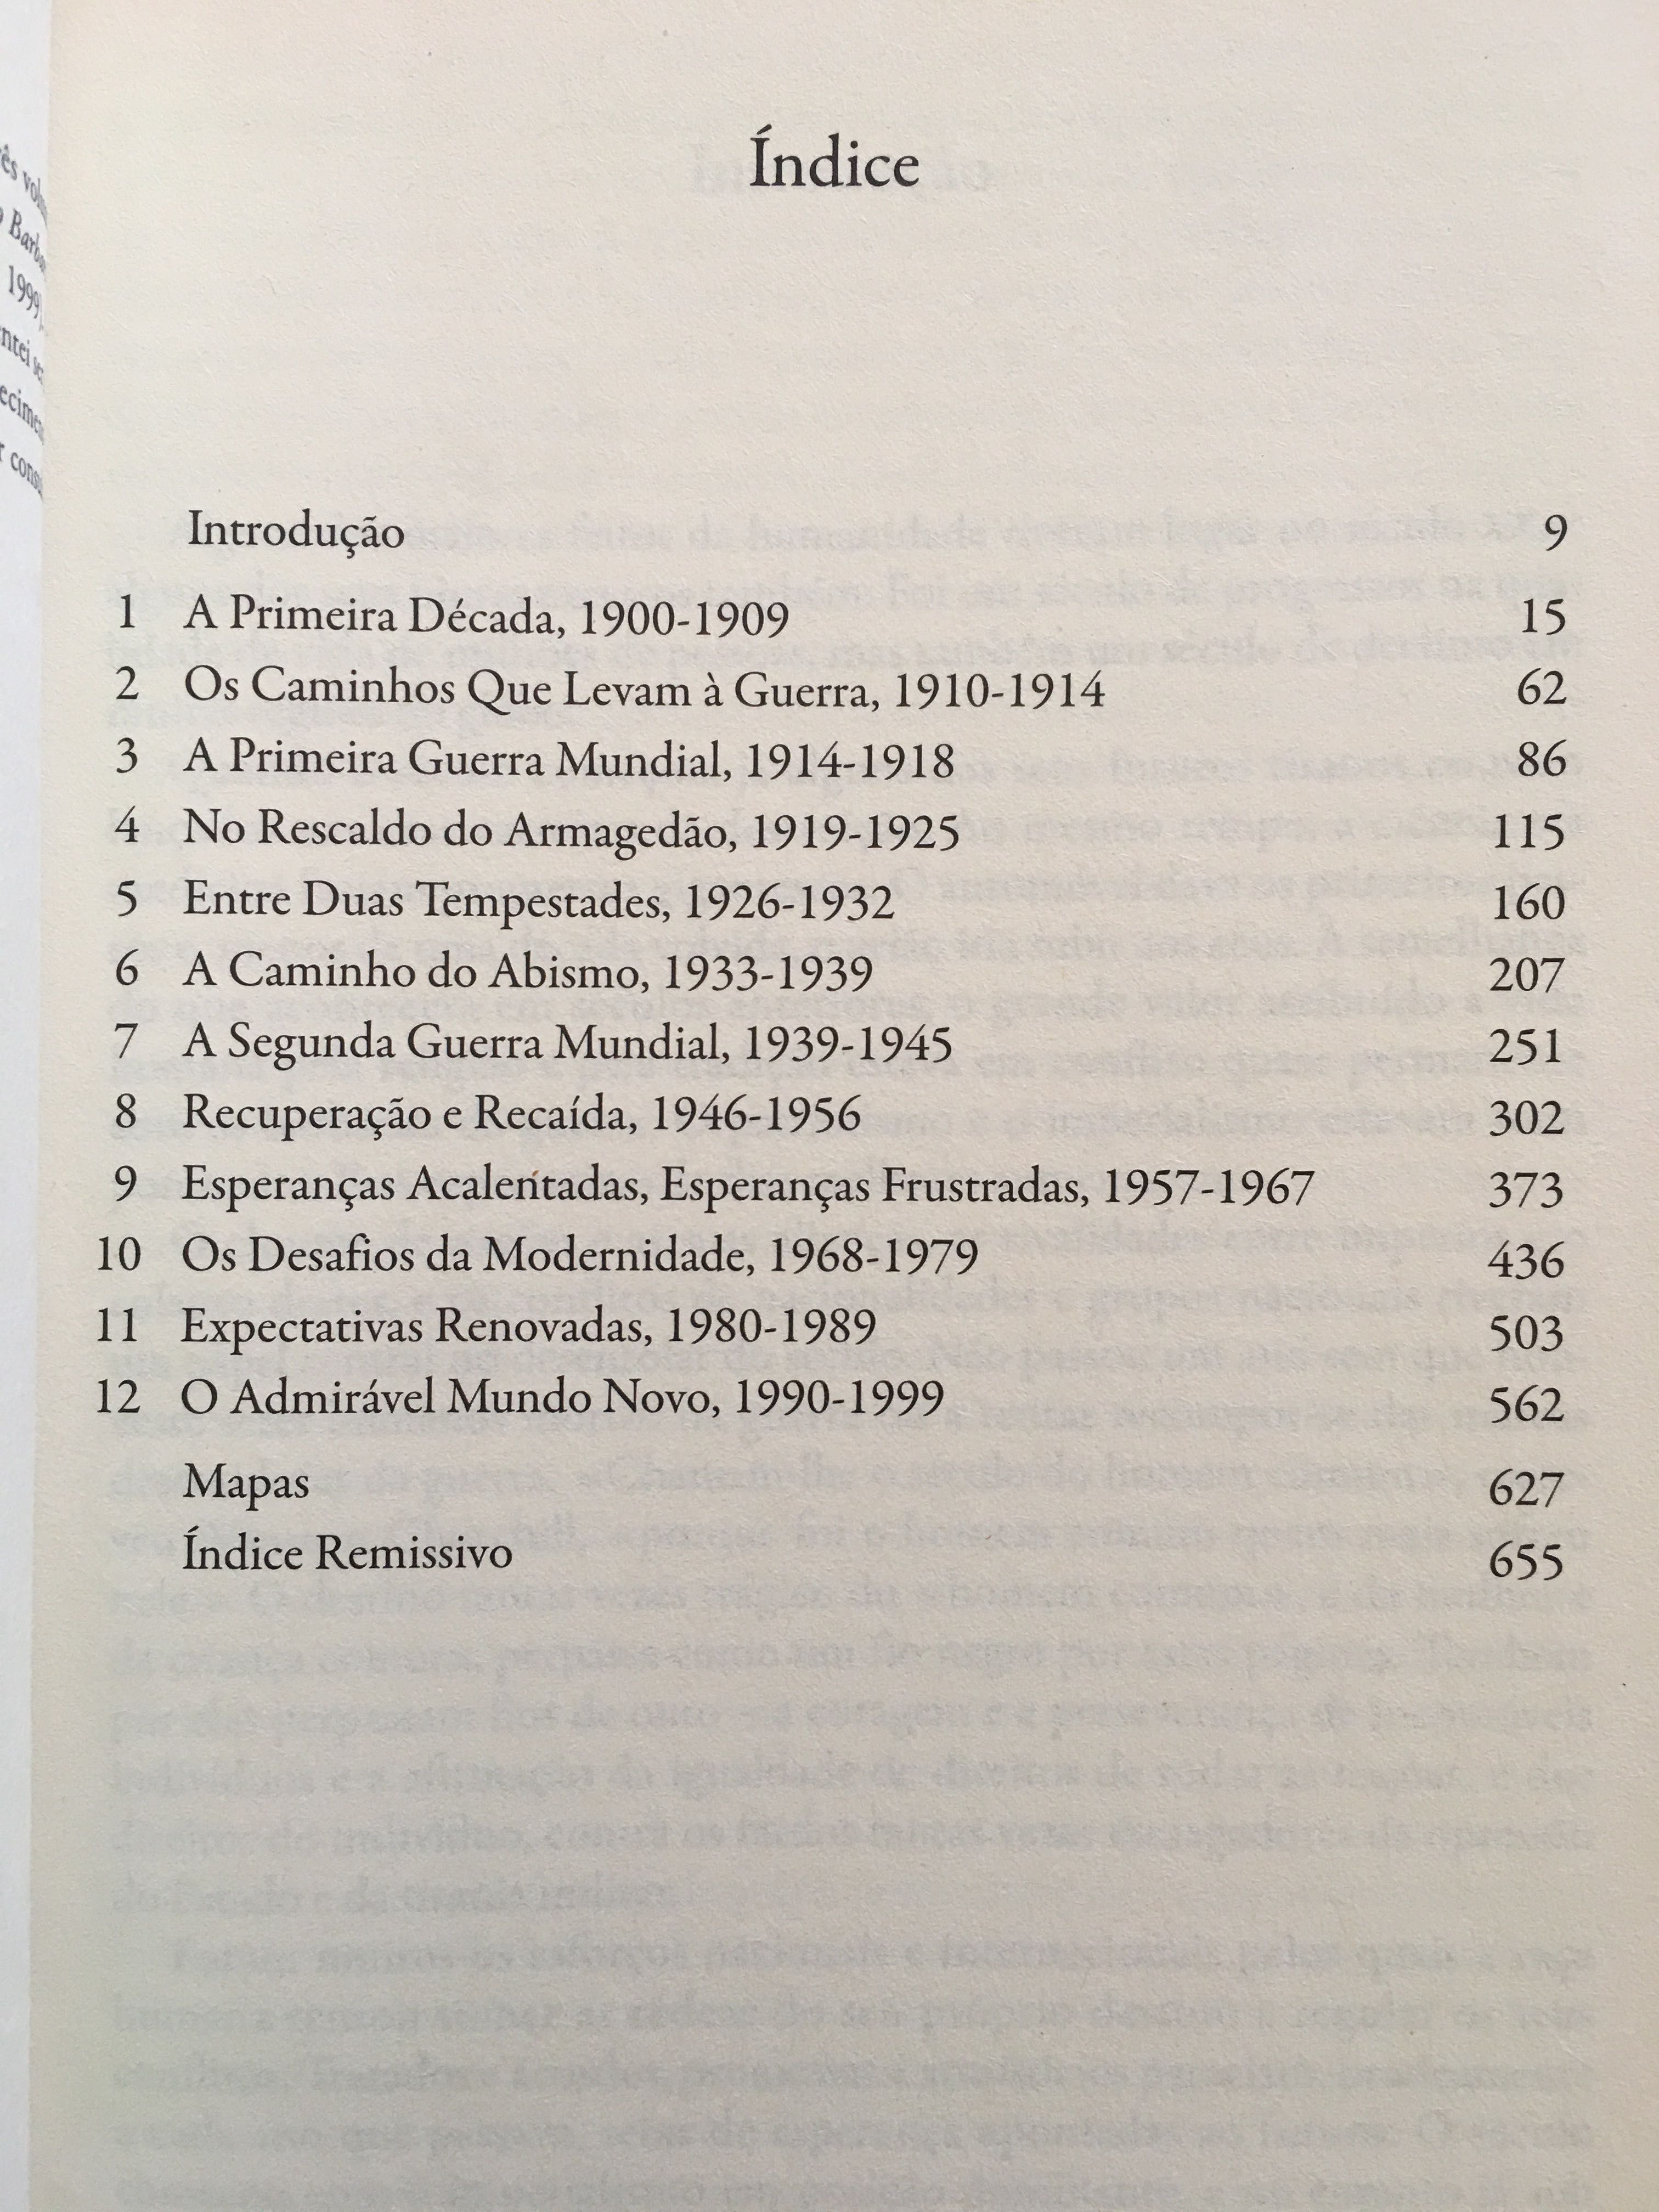 Índice
Introdução 9
1 A Primeira Década, 1900-1909 15
2 Os Caminhos Que Levam à Guerra, 1910-1914 62
3 A Primeira Guerra Mundial, 1914-1918 86
4 No Rescaldo do Armagedão, 1919-1925 115
5 Entre Duas Tempestades, 1926-1932 160
6 A Caminho do Abismo, 1933-1939 207
7 A Segunda Guerra Mundial, 1939-1945 251
8 Recuperação e Recaída, 1946-1956 302
9 Esperanças Acalentadas, Esperanças Frustradas, 1957-1967 373
10 Os Desafios da Modernidade, 1968-1979 436
11 Expectativas Renovadas, 1980-1989 503
12 O Admirável Mundo Novo, 1990-1999 562
Mapas 627
Índice Remissivo 655